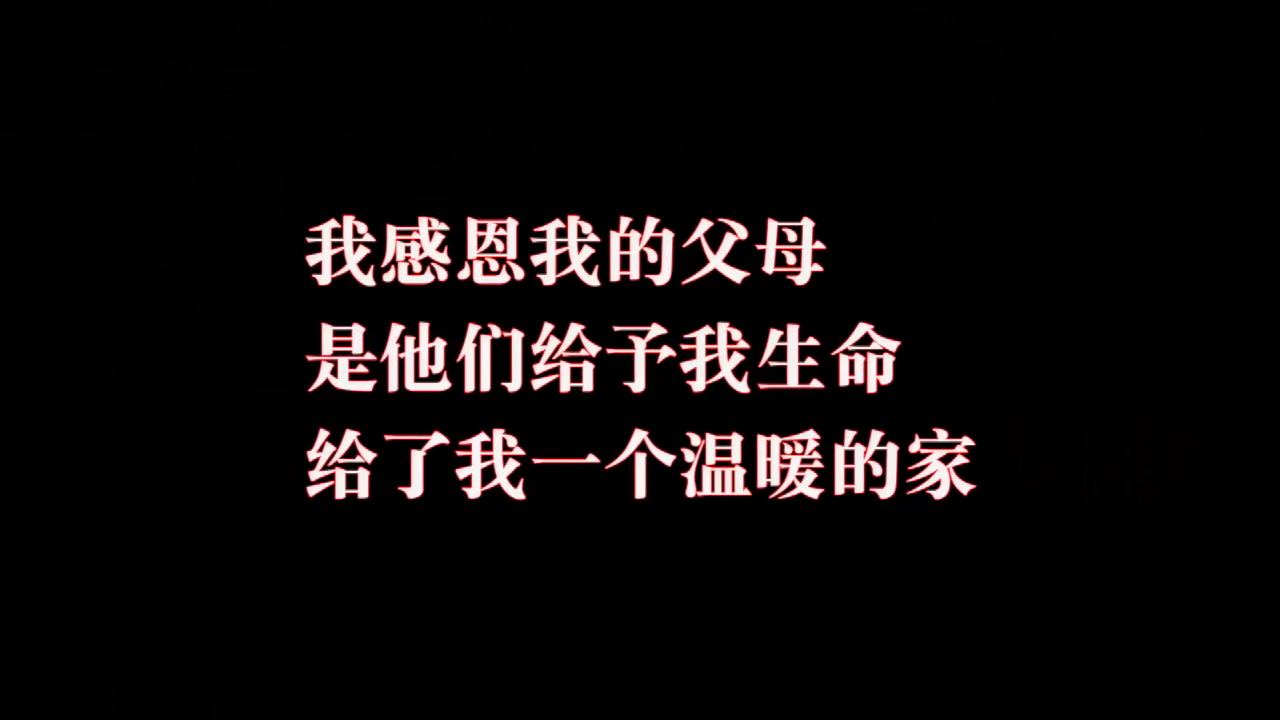 我感恩我的父母
是他们给予我生命
给了我一个温暖的家